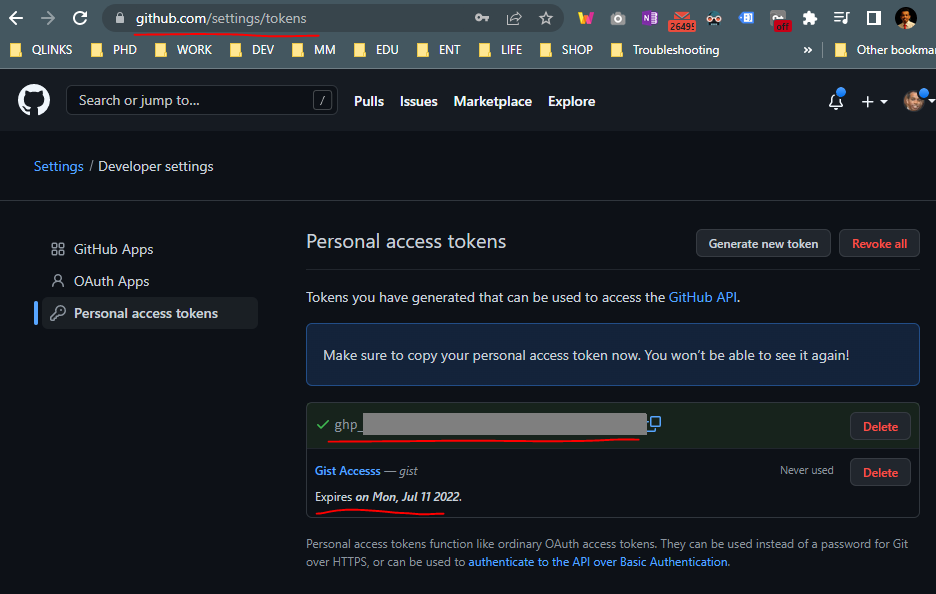 github.com/settings/tokens
26495
off
QLINKS PHD WORK DEV MM EDU ENT LIFE SHOP Troubleshooting » Other bookmar
Search or jump to... / Pulls Issues Marketplace Explore
Settings / Developer settings
GitHub Apps
OAuth Apps
Personal access tokens
Personal access tokens
Generate new token Revoke all
Tokens you have generated that can be used to access the GitHub API.
Make sure to copy your personal access token now. You won’t be able to see it again!
ghp_ Delete
Gist Accesss — gist Never used Delete
Expires on Mon, Jul 11 2022.
Personal access tokens function like ordinary OAuth access tokens. They can be used instead of a password for Git
over HTTPS, or can be used to authenticate to the API over Basic Authentication.